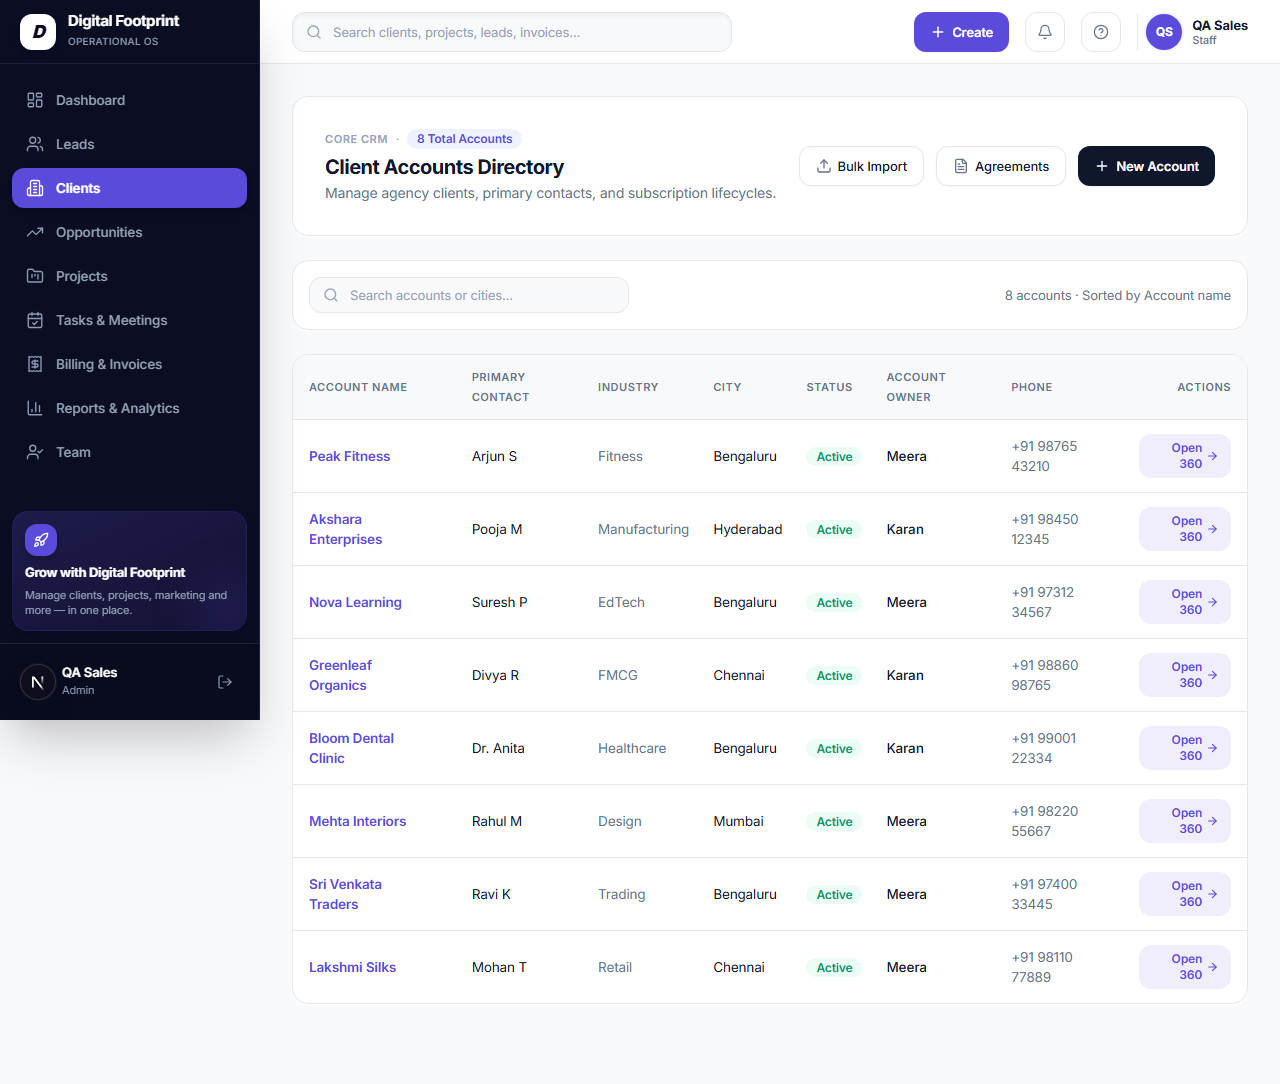 Digital Footprint
OPERATIONAL OS
Dashboard
Leads
Clients
Opportunities
Projects
Tasks & Meetings
Billing & Invoices
Reports & Analytics
Team
Grow with Digital Footprint
Manage clients, projects, marketing and
more — in one place.
N
QA Sales
Admin
Search clients, projects, leads, invoices...
+ Create
QS
QA Sales
Staff
CORE CRM · 8 Total Accounts
Client Accounts Directory
Manage agency clients, primary contacts, and subscription lifecycles.
Bulk Import
Agreements
+ New Account
Search accounts or cities...
8 accounts · Sorted by Account name
ACCOUNT NAME
PRIMARY
CONTACT
INDUSTRY
CITY
STATUS
ACCOUNT
OWNER
PHONE
ACTIONS
Peak Fitness
Arjun S
Fitness
Bengaluru
Active
Meera
+91 98765
43210
Open
360 →
Akshara
Enterprises
Pooja M
Manufacturing
Hyderabad
Active
Karan
+91 98450
12345
Open
360 →
Nova Learning
Suresh P
EdTech
Bengaluru
Active
Meera
+91 97312
34567
Open
360 →
Greenleaf
Organics
Divya R
FMCG
Chennai
Active
Karan
+91 98860
98765
Open
360 →
Bloom Dental
Clinic
Dr. Anita
Healthcare
Bengaluru
Active
Karan
+91 99001
22334
Open
360 →
Mehta Interiors
Rahul M
Design
Mumbai
Active
Meera
+91 98220
55667
Open
360 →
Sri Venkata
Traders
Ravi K
Trading
Bengaluru
Active
Meera
+91 97400
33445
Open
360 →
Lakshmi Silks
Mohan T
Retail
Chennai
Active
Meera
+91 98110
77889
Open
360 →